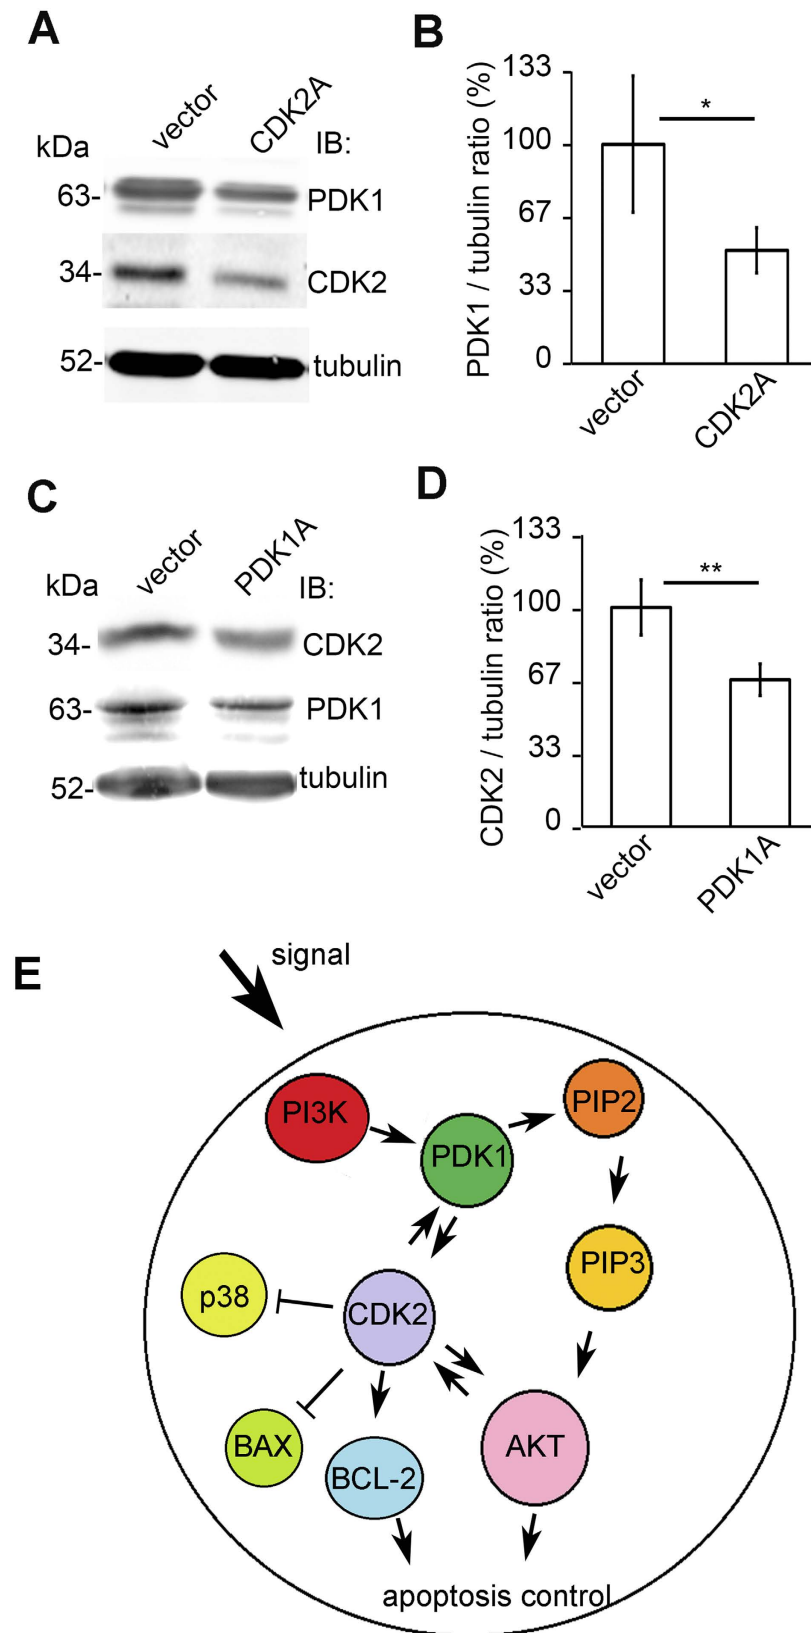 A
vector CDK2A
kDa IB:
63- PDK1
34- CDK2
52- tubulin
B
PDK1 / tubulin ratio (%)
133
100
67
33
0
*
vector CDK2A
C
vector PDK1A
kDa IB:
34- CDK2
63- PDK1
52- tubulin
D
CDK2 / tubulin ratio (%)
133
100
67
33
0
**
vector PDK1A
E
signal
PI3K
PDK1
PIP2
PIP3
p38
CDK2
BAX
BCL-2
AKT
apoptosis control